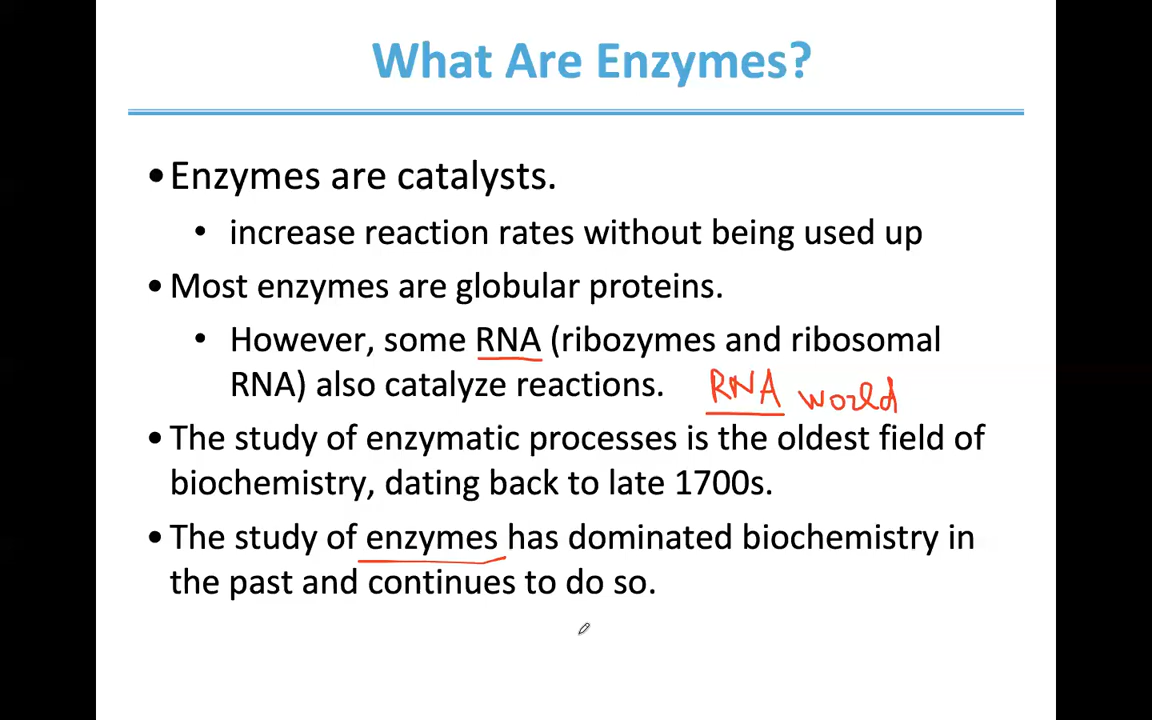 What Are Enzymes?
•Enzymes are catalysts.
• increase reaction rates without being used up
•Most enzymes are globular proteins.
• However, some RNA (ribozymes and ribosomal
RNA) also catalyze reactions. RNA world
•The study of enzymatic processes is the oldest field of
biochemistry, dating back to late 1700s.
•The study of enzymes has dominated biochemistry in
the past and continues to do so.